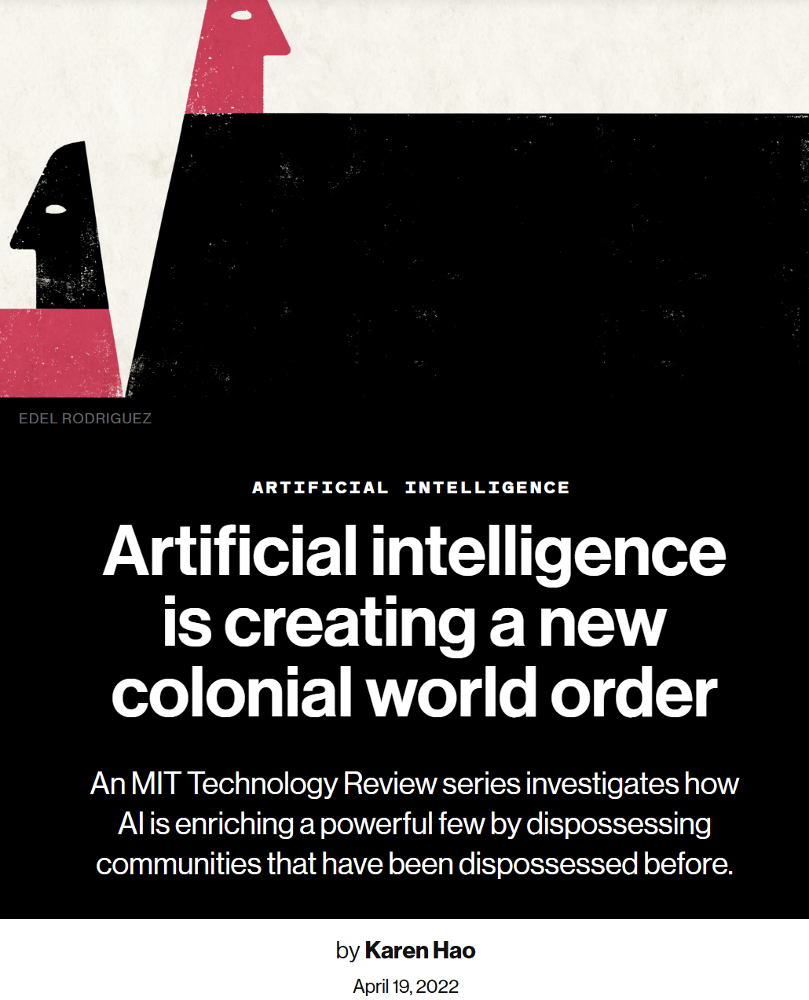 EDEL RODRIGUEZ
ARTIFICIAL INTELLIGENCE
Artificial intelligence
is creating a new
colonial world order
An MIT Technology Review series investigates how
AI is enriching a powerful few by dispossessing
communities that have been dispossessed before.
by Karen Hao
April 19, 2022